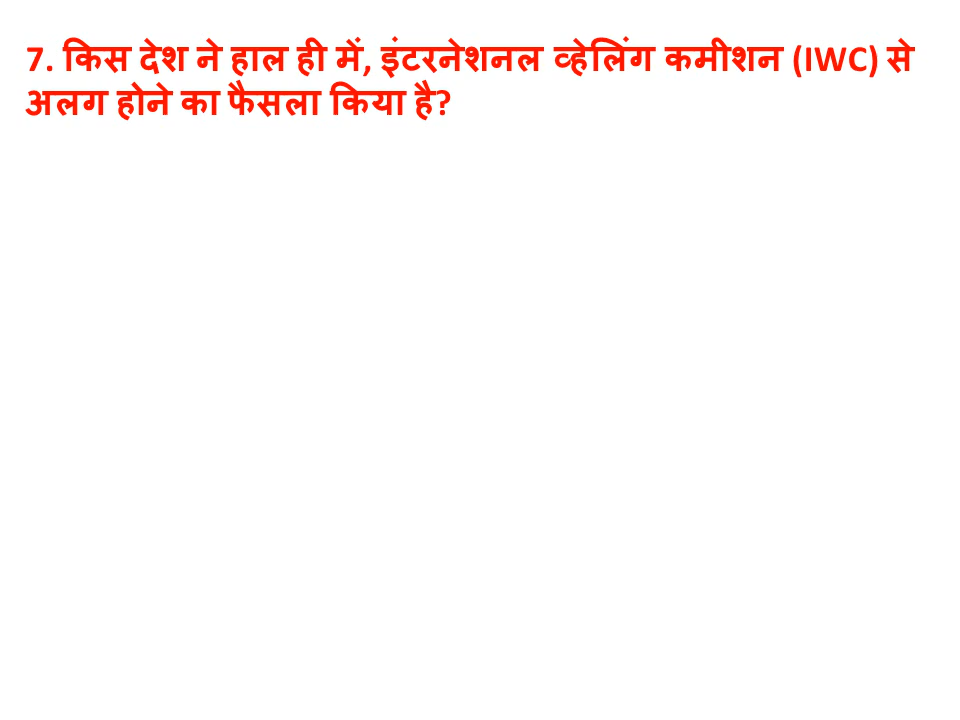 7. किस देश ने हाल ही में, इंटरनेशनल व्हेलिंग कमीशन (IWC) से
अलग होने का फैसला किया है?